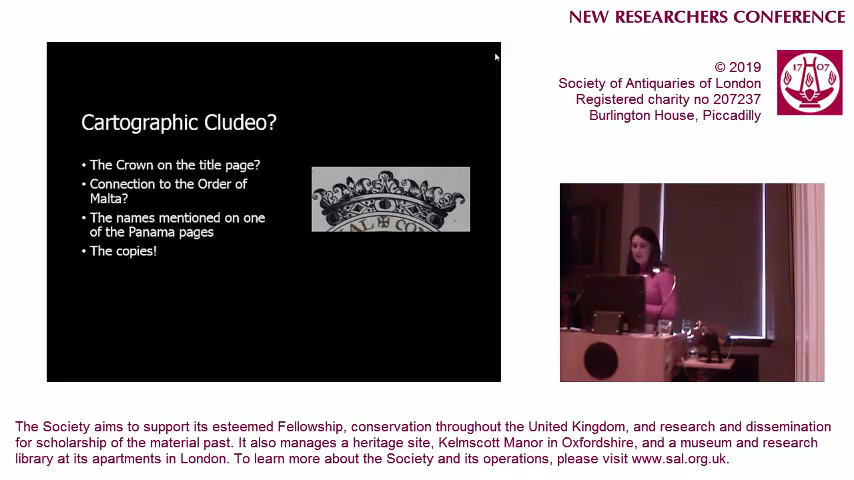 NEW RESEARCHERS CONFERENCE
© 2019
Society of Antiquaries of London
Registered charity no 207237
Burlington House, Piccadilly
1707
Cartographic Cludeo?
• The Crown on the title page?
• Connection to the Order of
Malta?
• The names mentioned on one
of the Panama pages
• The copies!
The Society aims to support its esteemed Fellowship, conservation throughout the United Kingdom, and research and dissemination
for scholarship of the material past. It also manages a heritage site, Kelmscott Manor in Oxfordshire, and a museum and research
library at its apartments in London. To learn more about the Society and its operations, please visit www.sal.org.uk.